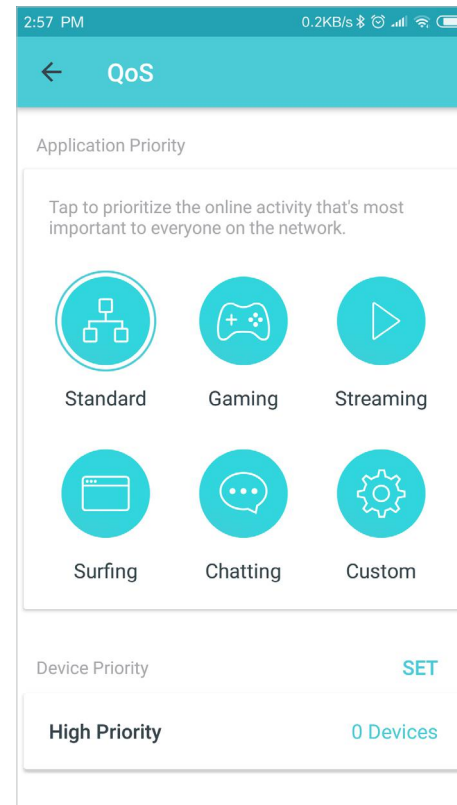 2:57 PM 0.2KB/s
QoS
Application Priority
Tap to prioritize the online activity that's most
important to everyone on the network.
Standard Gaming Streaming
Surfing Chatting Custom
Device Priority SET
High Priority 0 Devices